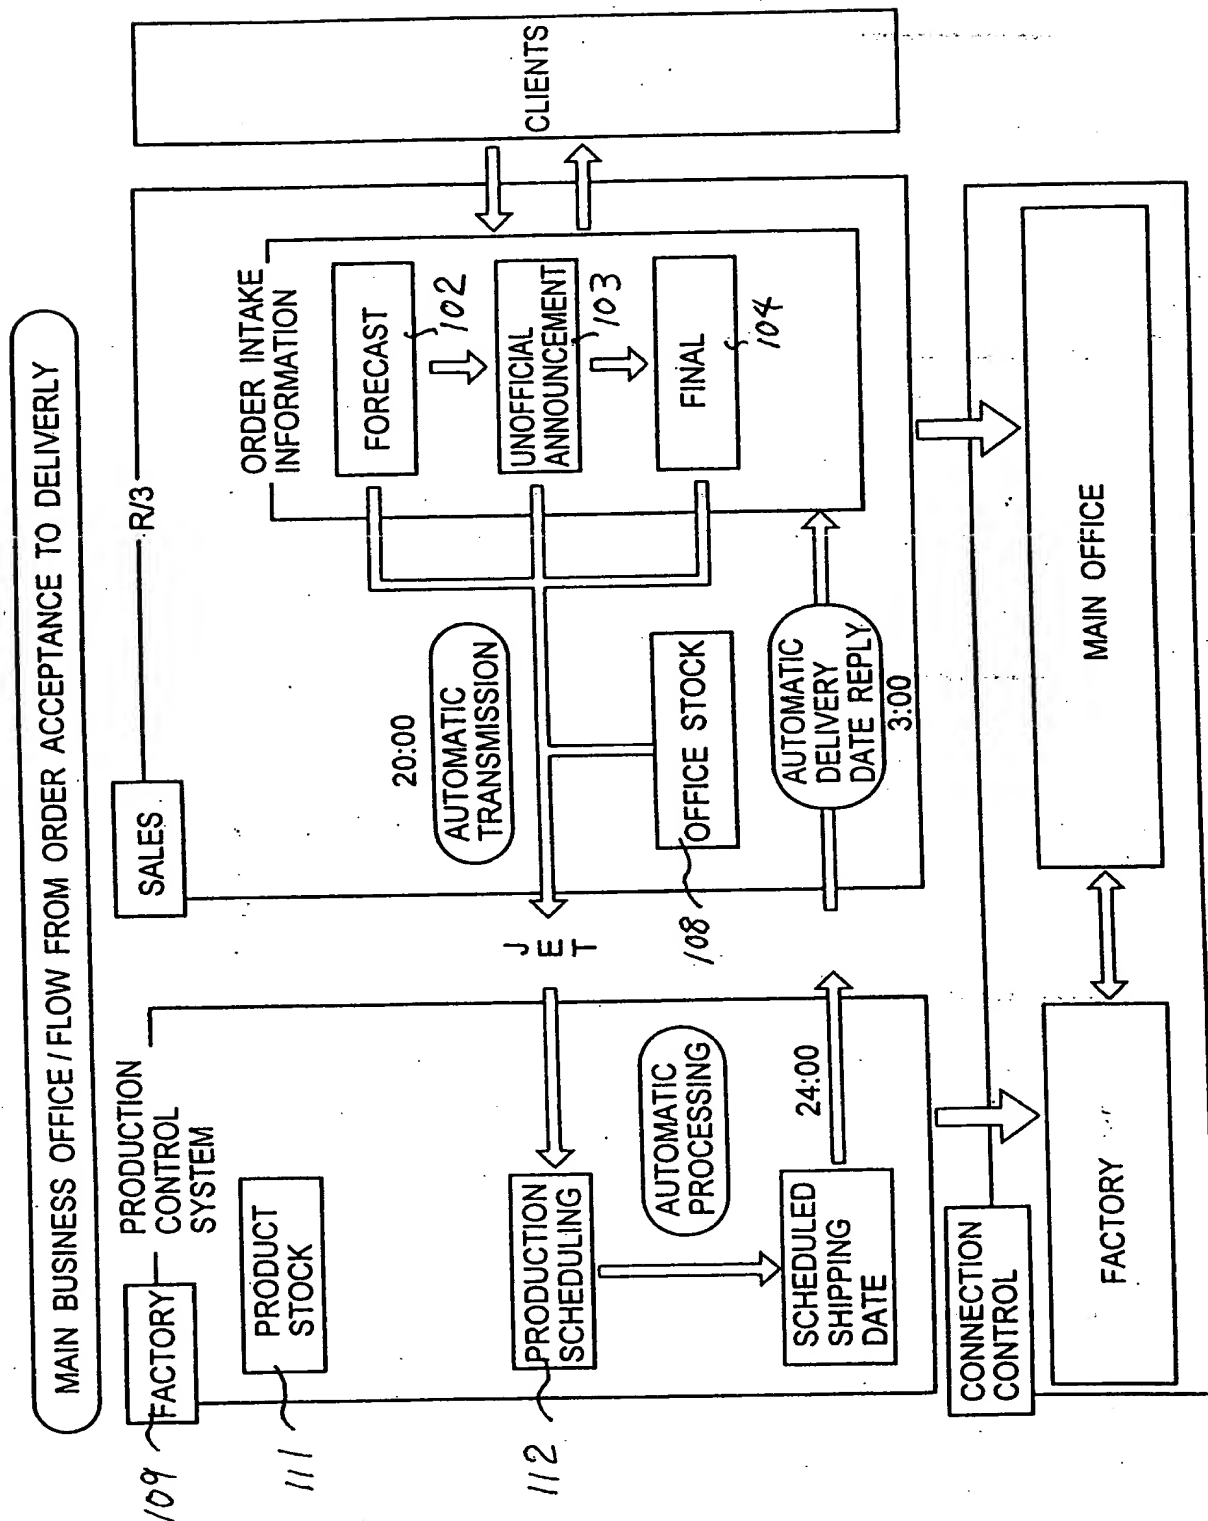 MAIN BUSINESS OFFICE / FLOW FROM ORDER ACCEPTANCE TO DELIVERLY
109
FACTORY
PRODUCTION
CONTROL
SYSTEM
SALES
R/3
111
PRODUCT
STOCK
20:00
AUTOMATIC
TRANSMISSION
ORDER INTAKE
INFORMATION
FORECAST
102
UNOFFICIAL
ANNOUNCEMENT
103
FINAL
104
CLIENTS
112
PRODUCTION
SCHEDULING
JET
AUTOMATIC
PROCESSING
108
OFFICE STOCK
SCHEDULED
SHIPPING
DATE
24:00
AUTOMATIC
DELIVERY
DATE REPLY
3:00
CONNECTION
CONTROL
FACTORY
MAIN OFFICE